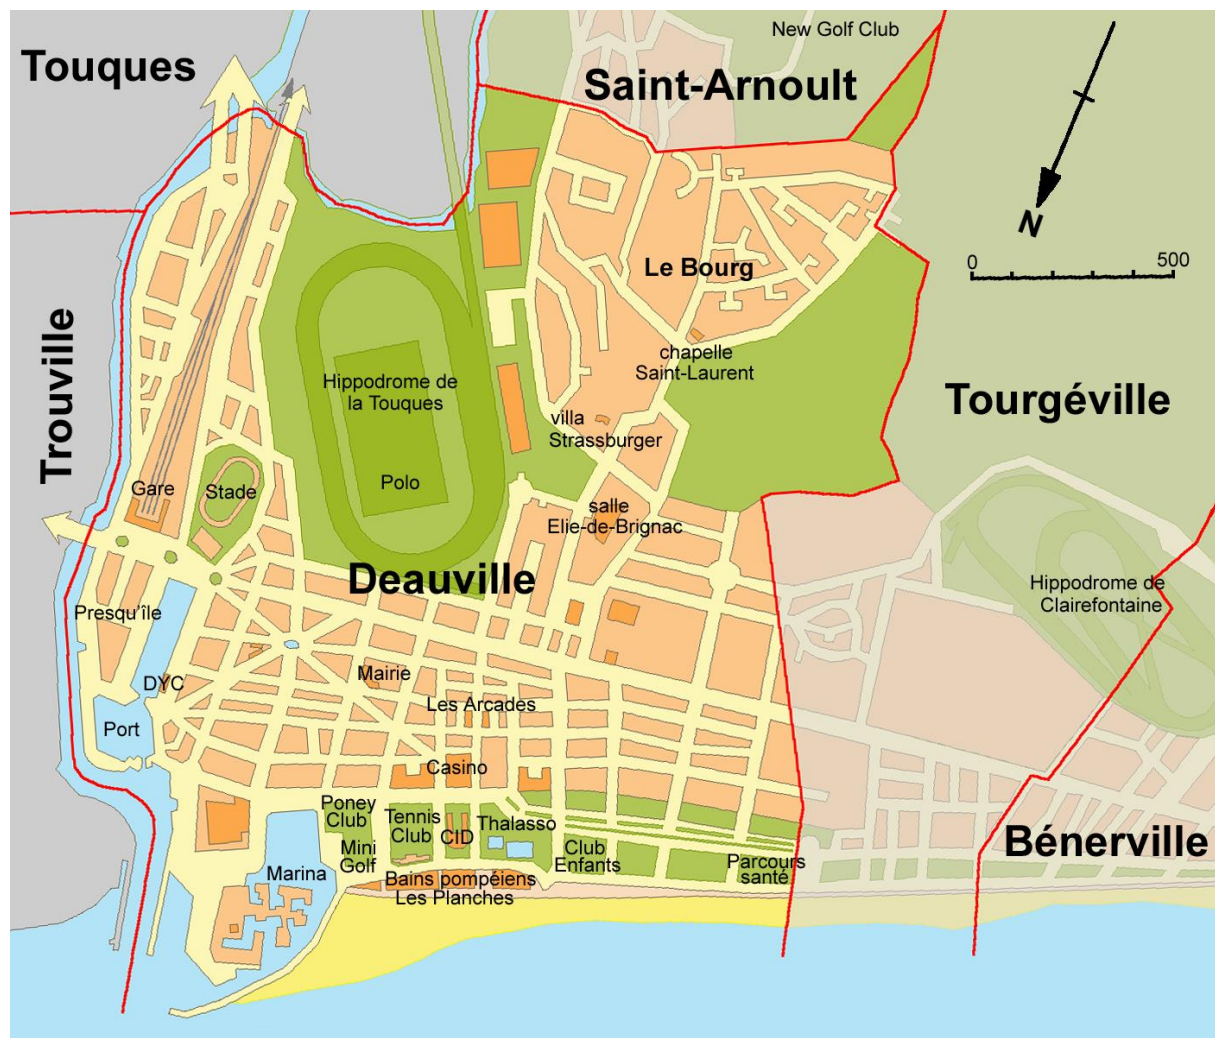 New Golf Club
Touques
Saint-Arnoult
N
0 500
Le Bourg
Trouville
chapelle
Saint-Laurent
Hippodrome de
la Touques
Tourgéville
villa
Strassburger
Polo
Gare
Stade
salle
Elie-de-Brignac
Deauville
Hippodrome de
Clairefontaine
Presqu'île
Mairie
DYC
Les Arcades
Port
Casino
Poney
Club
Tennis
Club
CID
Thalasso
Mini
Golf
Club
Enfants
Bénerville
Parcours
santé
Marina
Bains pompéiens
Les Planches